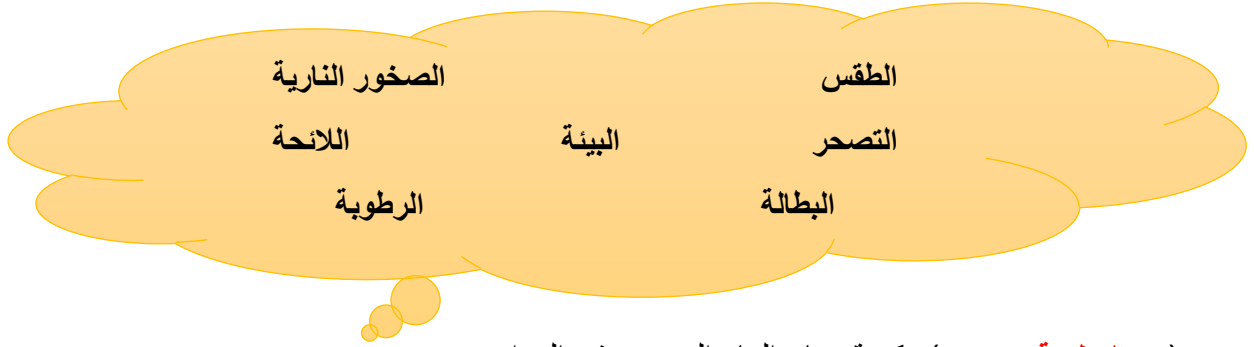 الطقس الصخور النارية
التصحر البيئة اللائحة
البطالة الرطوبة